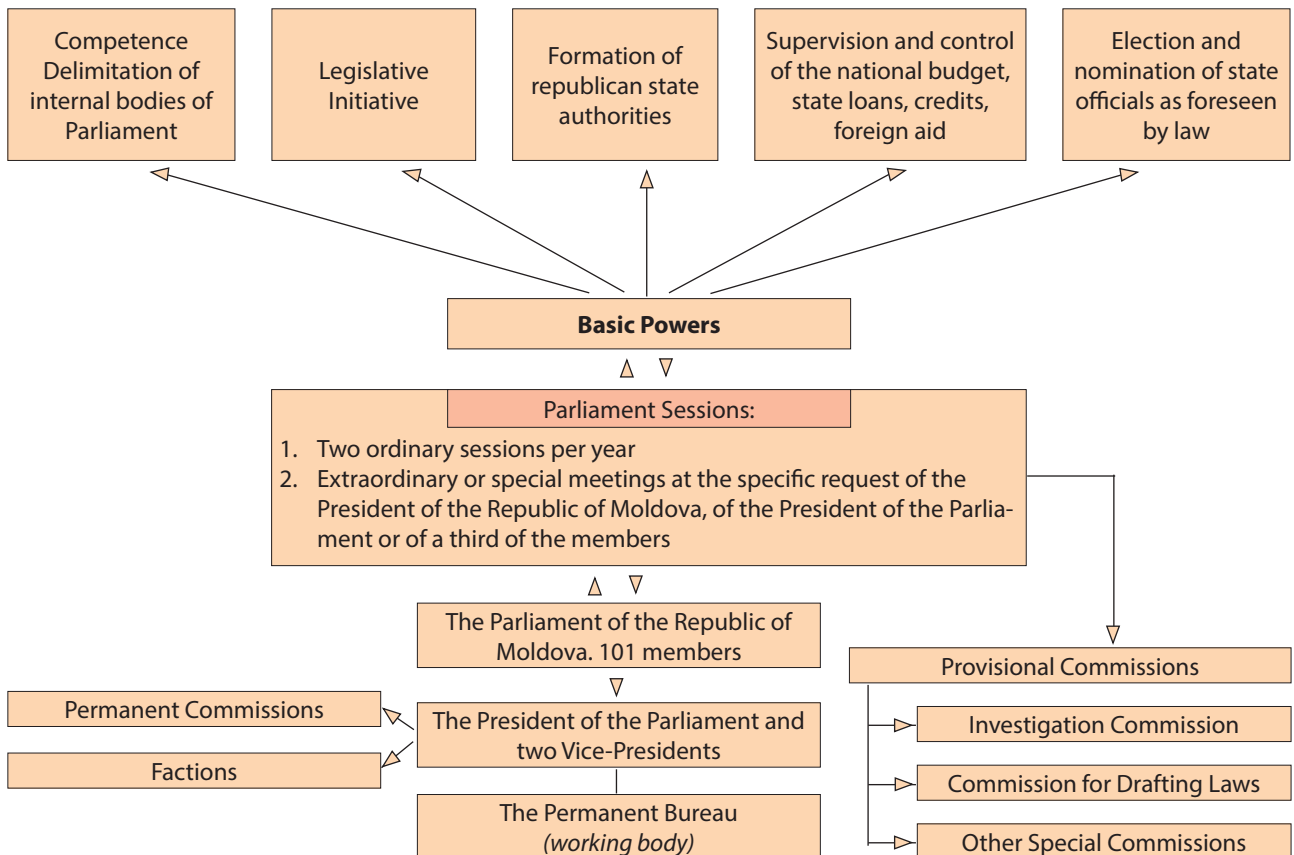 Competence
Delimitation of
internal bodies of
Parliament
Legislative
Initiative
Formation of
republican state
authorities
Supervision and control
of the national budget,
state loans, credits,
foreign aid
Election and
nomination of state
officials as foreseen
by law
Basic Powers
Parliament Sessions:
1. Two ordinary sessions per year
2. Extraordinary or special meetings at the specific request of the
President of the Republic of Moldova, of the President of the Parlia-
ment or of a third of the members
The Parliament of the Republic of
Moldova. 101 members
Provisional Commissions
Permanent Commissions
The President of the Parliament and
two Vice-Presidents
Investigation Commission
Factions
Commission for Drafting Laws
The Permanent Bureau
(working body)
Other Special Commissions